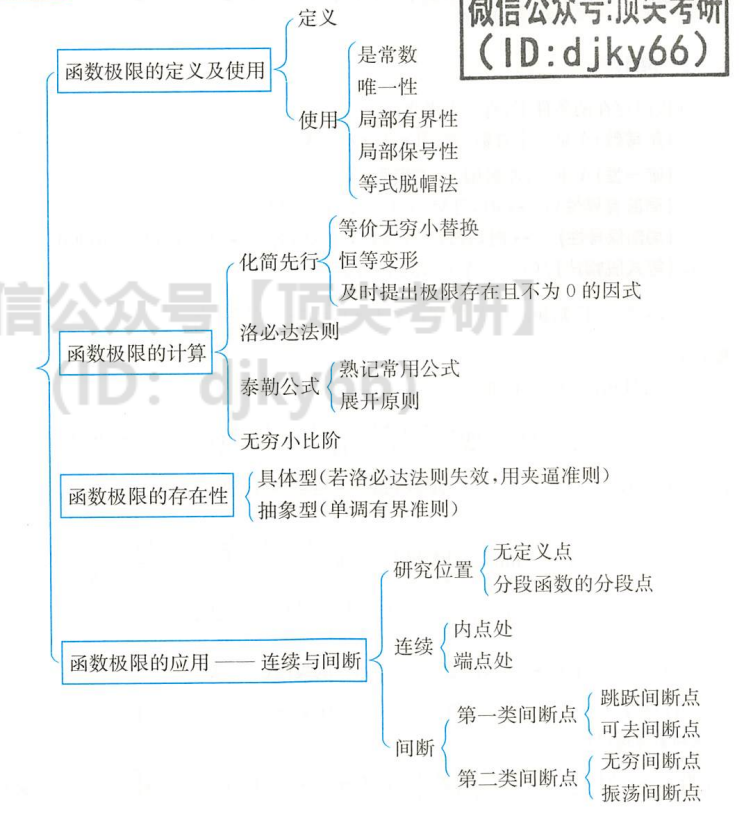 微信公众号:顶尖考研
(ID:djky66)
定义
函数极限的定义及使用
是常数
唯一性
使用
局部有界性
局部保号性
等式脱帽法
等价无穷小替换
化简先行
恒等变形
及时提出极限存在且不为 0 的因式
信公众号【顶尖考研】
洛必达法则
函数极限的计算
熟记常用公式
泰勒公式
(ID: djky66)
展开原则
无穷小比阶
具体型(若洛必达法则失效,用夹逼准则)
函数极限的存在性
抽象型(单调有界准则)
无定义点
研究位置
分段函数的分段点
内点处
连续
函数极限的应用 —— 连续与间断
端点处
跳跃间断点
第一类间断点
可去间断点
间断
无穷间断点
第二类间断点
振荡间断点